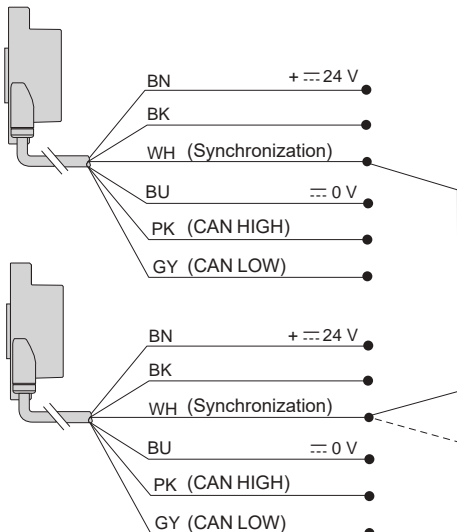 BN + ⎓ 24 V
BK
WH (Synchronization)
BU ⎓ 0 V
PK (CAN HIGH)
GY (CAN LOW)
BN + ⎓ 24 V
BK
WH (Synchronization)
BU ⎓ 0 V
PK (CAN HIGH)
GY (CAN LOW)